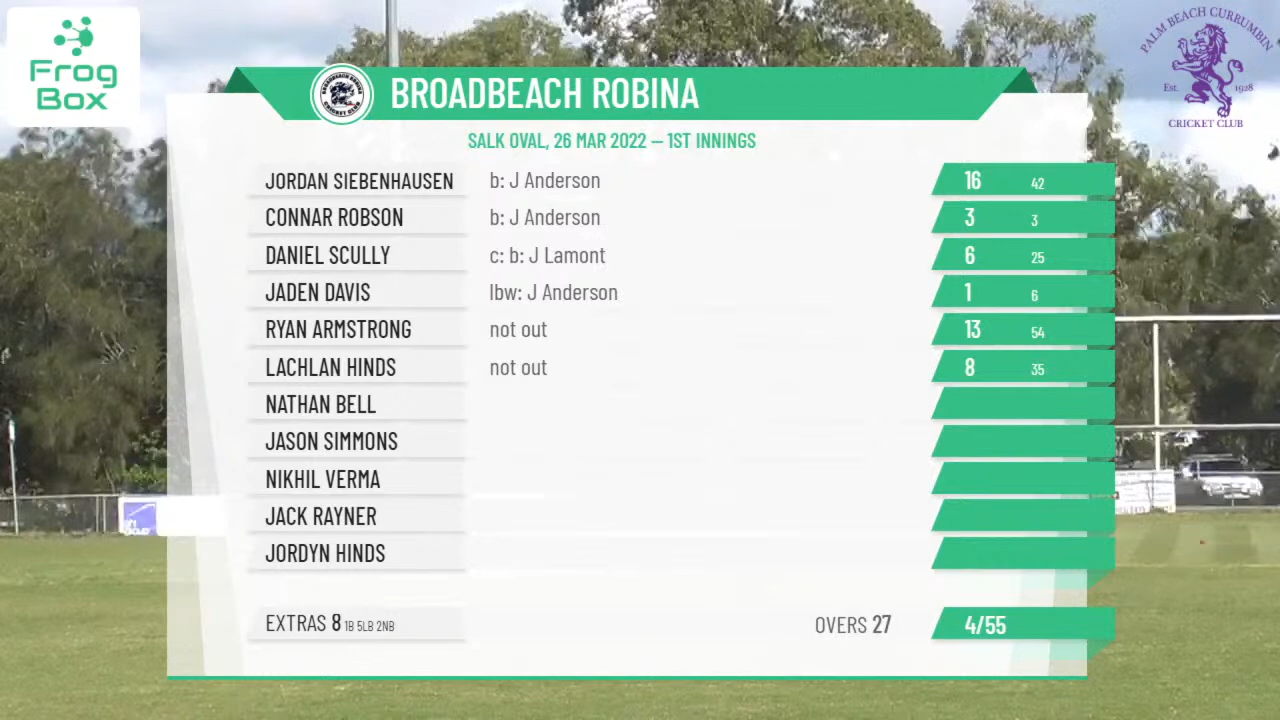 Frog
Box
BROADBEACH ROBINA
PALM BEACH CURRUMBIN
Est. 1928
CRICKET CLUB
SALK OVAL, 26 MAR 2022 – 1ST INNINGS
JORDAN SIEBENHAUSEN b: J Anderson 16 42
CONNAR ROBSON b: J Anderson 3 3
DANIEL SCULLY c: b: J Lamont 6 25
JADEN DAVIS lbw: J Anderson 1 6
RYAN ARMSTRONG not out 13 54
LACHLAN HINDS not out 8 35
NATHAN BELL
JASON SIMMONS
NIKHIL VERMA
JACK RAYNER
JORDYN HINDS
EXTRAS 8 1B 5LB 2NB OVERS 27 4/55